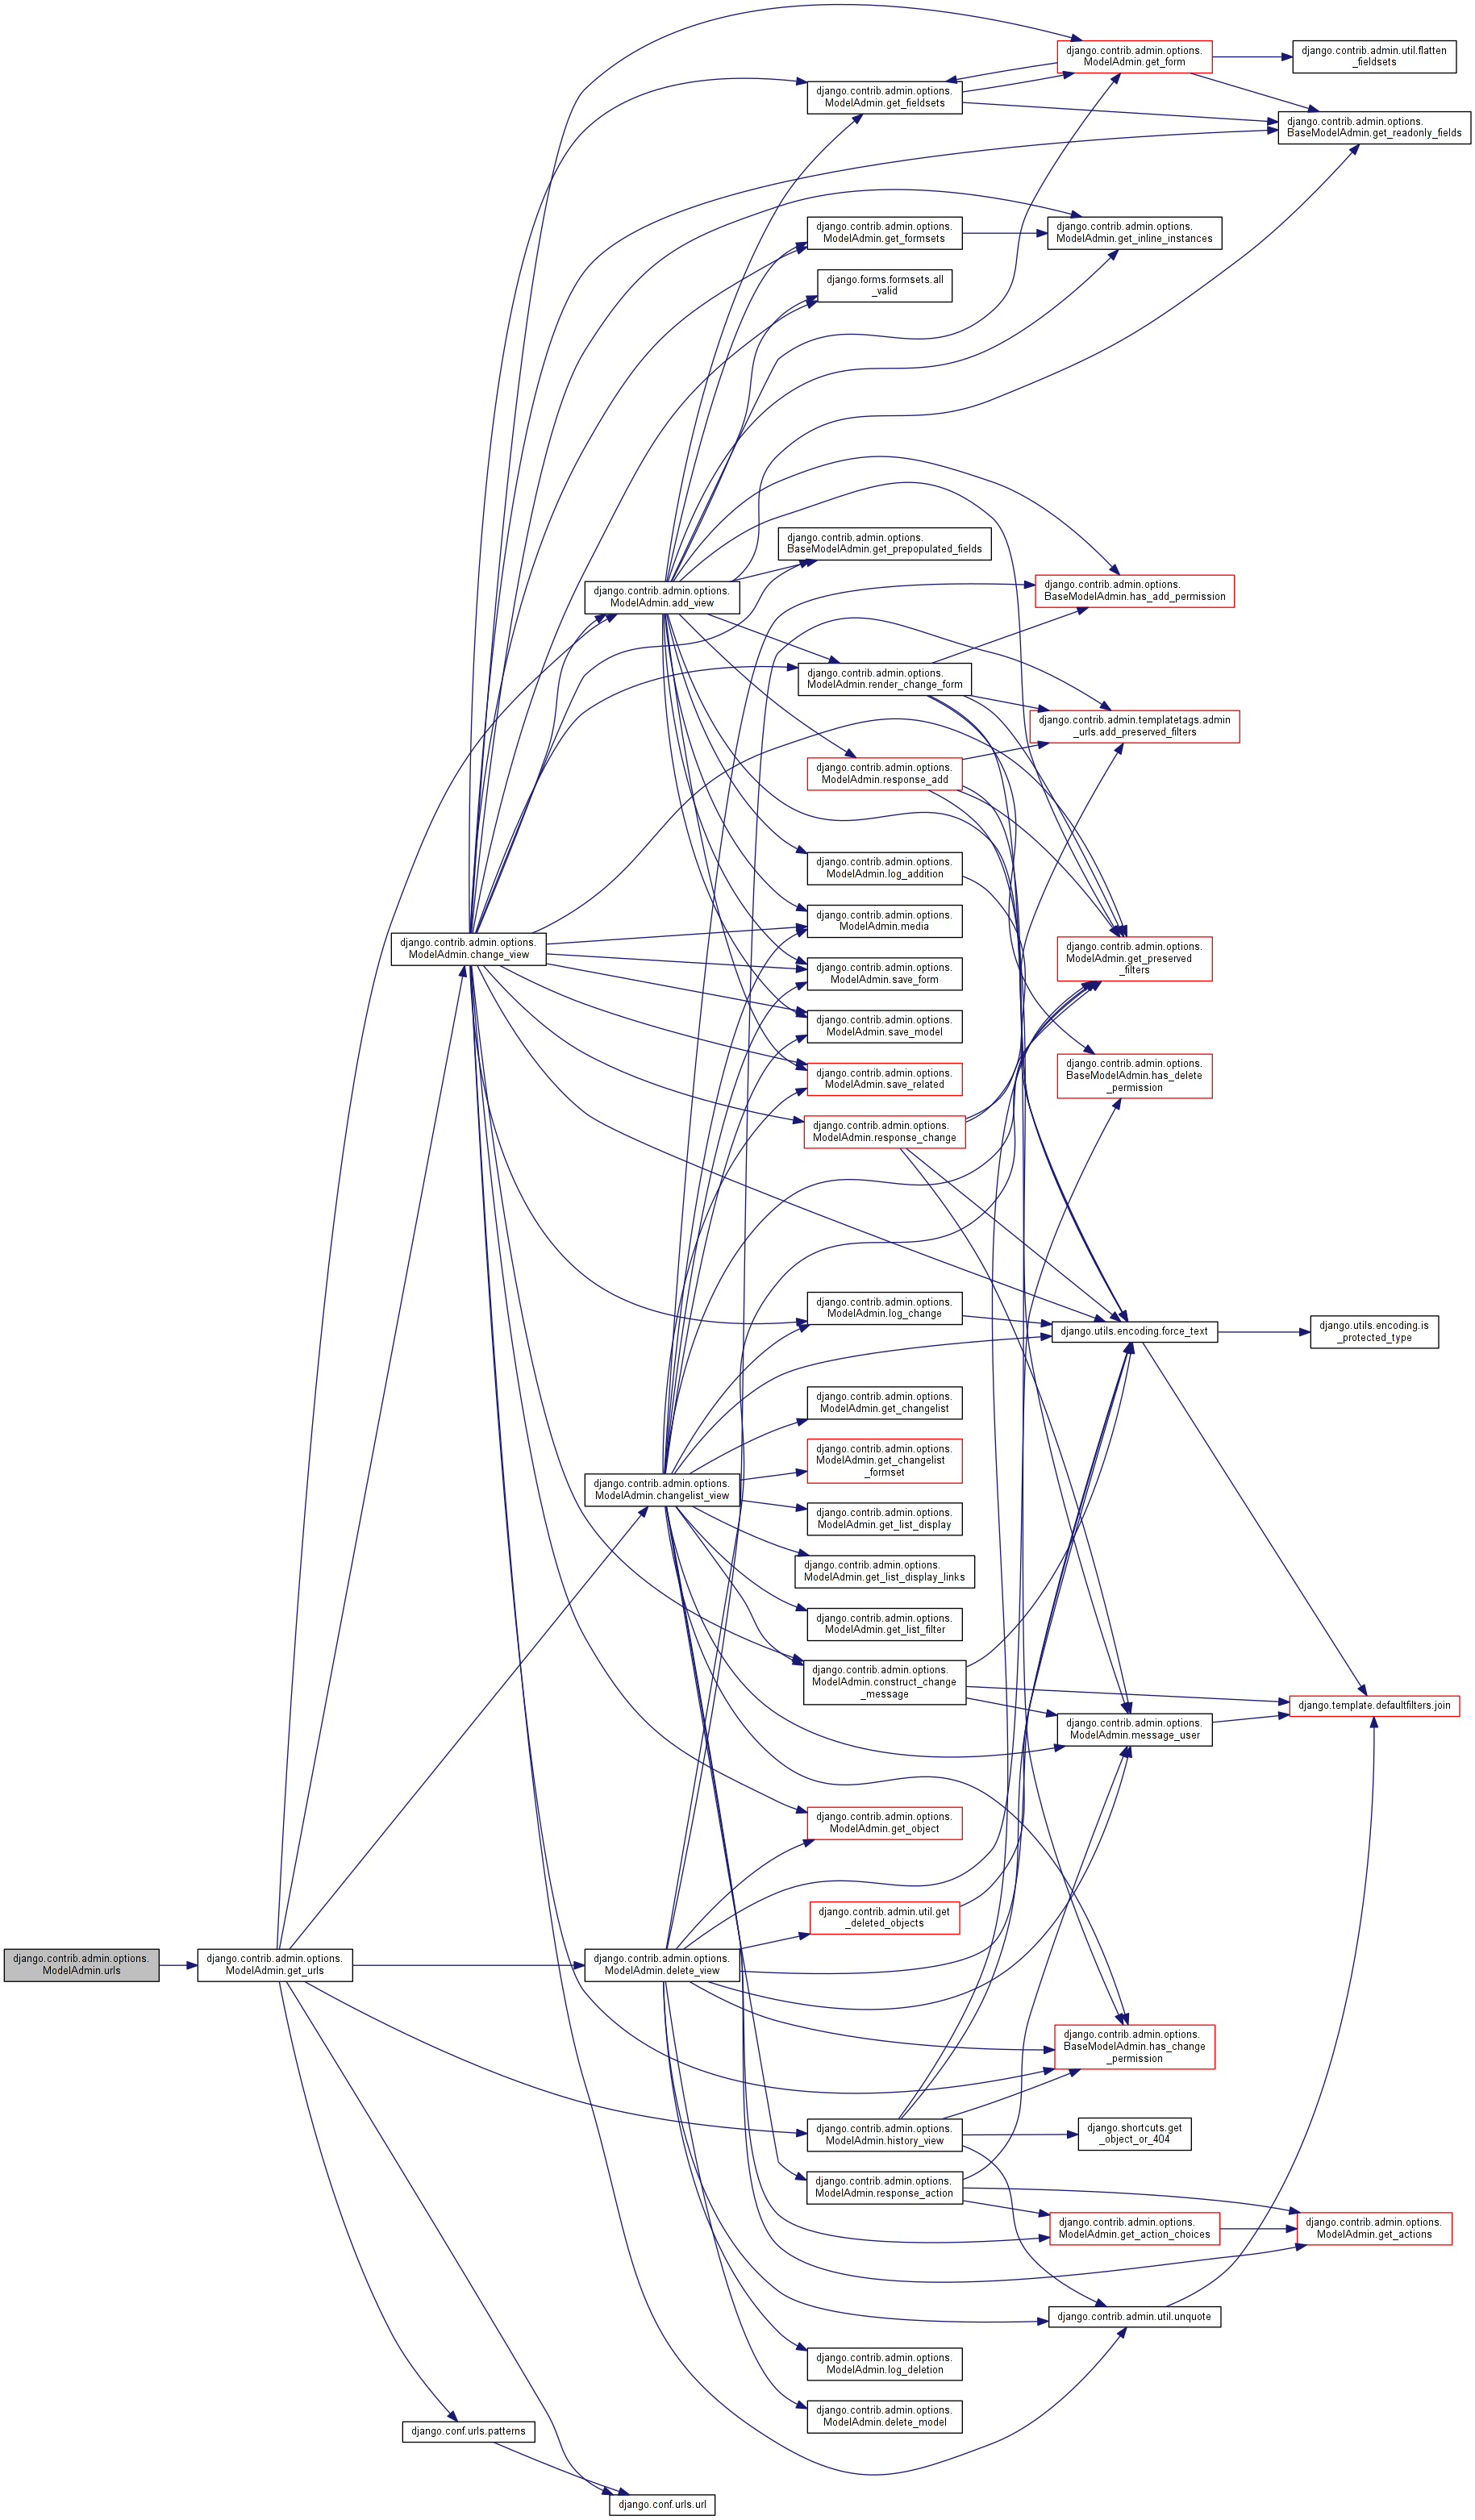 django.contrib.admin.options.
ModelAdmin.get_form
django.contrib.admin.util.flatten
_fieldsets
django.contrib.admin.options.
ModelAdmin.get_fieldsets
django.contrib.admin.options.
BaseModelAdmin.get_readonly_fields
django.contrib.admin.options.
ModelAdmin.get_formsets
django.contrib.admin.options.
ModelAdmin.get_inline_instances
django.forms.formsets.all
_valid
django.contrib.admin.options.
BaseModelAdmin.get_prepopulated_fields
django.contrib.admin.options.
ModelAdmin.add_view
django.contrib.admin.options.
BaseModelAdmin.has_add_permission
django.contrib.admin.options.
ModelAdmin.render_change_form
django.contrib.admin.templatetags.admin
_urls.add_preserved_filters
django.contrib.admin.options.
ModelAdmin.response_add
django.contrib.admin.options.
ModelAdmin.log_addition
django.contrib.admin.options.
ModelAdmin.media
django.contrib.admin.options.
ModelAdmin.change_view
django.contrib.admin.options.
ModelAdmin.get_preserved
_filters
django.contrib.admin.options.
ModelAdmin.save_form
django.contrib.admin.options.
ModelAdmin.save_model
django.contrib.admin.options.
ModelAdmin.save_related
django.contrib.admin.options.
BaseModelAdmin.has_delete
_permission
django.contrib.admin.options.
ModelAdmin.response_change
django.contrib.admin.options.
ModelAdmin.log_change
django.utils.encoding.force_text
django.utils.encoding.is
_protected_type
django.contrib.admin.options.
ModelAdmin.get_changelist
django.contrib.admin.options.
ModelAdmin.get_changelist
_formset
django.contrib.admin.options.
ModelAdmin.changelist_view
django.contrib.admin.options.
ModelAdmin.get_list_display
django.contrib.admin.options.
ModelAdmin.get_list_display_links
django.contrib.admin.options.
ModelAdmin.get_list_filter
django.contrib.admin.options.
ModelAdmin.construct_change
_message
django.template.defaultfilters.join
django.contrib.admin.options.
ModelAdmin.message_user
django.contrib.admin.options.
ModelAdmin.get_object
django.contrib.admin.util.get
_deleted_objects
django.contrib.admin.options.
ModelAdmin.urls
django.contrib.admin.options.
ModelAdmin.get_urls
django.contrib.admin.options.
ModelAdmin.delete_view
django.contrib.admin.options.
BaseModelAdmin.has_change
_permission
django.contrib.admin.options.
ModelAdmin.history_view
django.shortcuts.get
_object_or_404
django.contrib.admin.options.
ModelAdmin.response_action
django.contrib.admin.options.
ModelAdmin.get_action_choices
django.contrib.admin.options.
ModelAdmin.get_actions
django.contrib.admin.util.unquote
django.contrib.admin.options.
ModelAdmin.log_deletion
django.contrib.admin.options.
ModelAdmin.delete_model
django.conf.urls.patterns
django.conf.urls.url